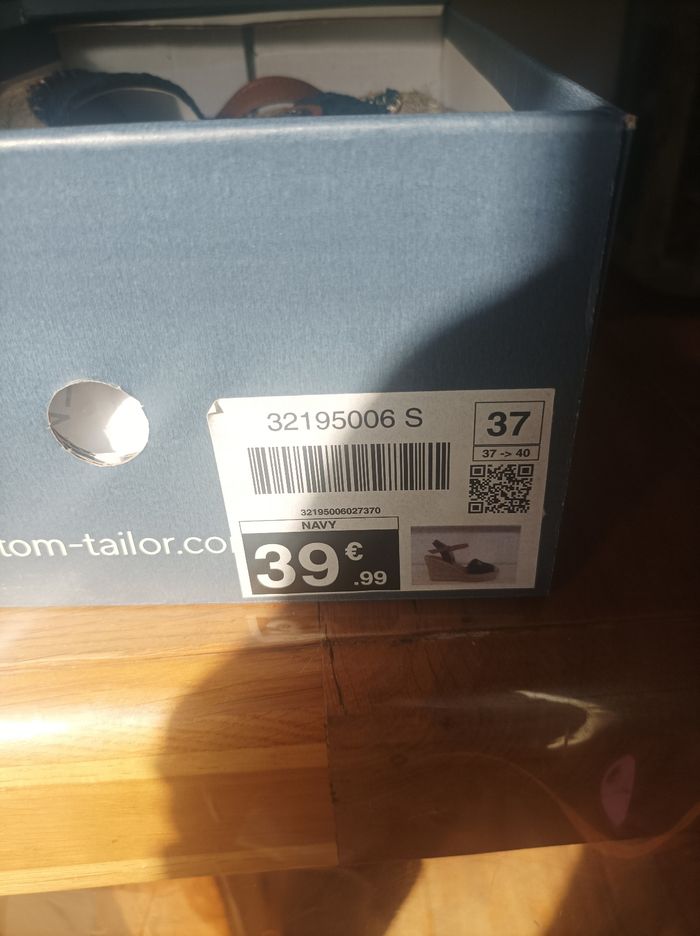 32195006 S
37
37 -> 40
32195006027370
NAVY
39 € .99
tom-tailor.co